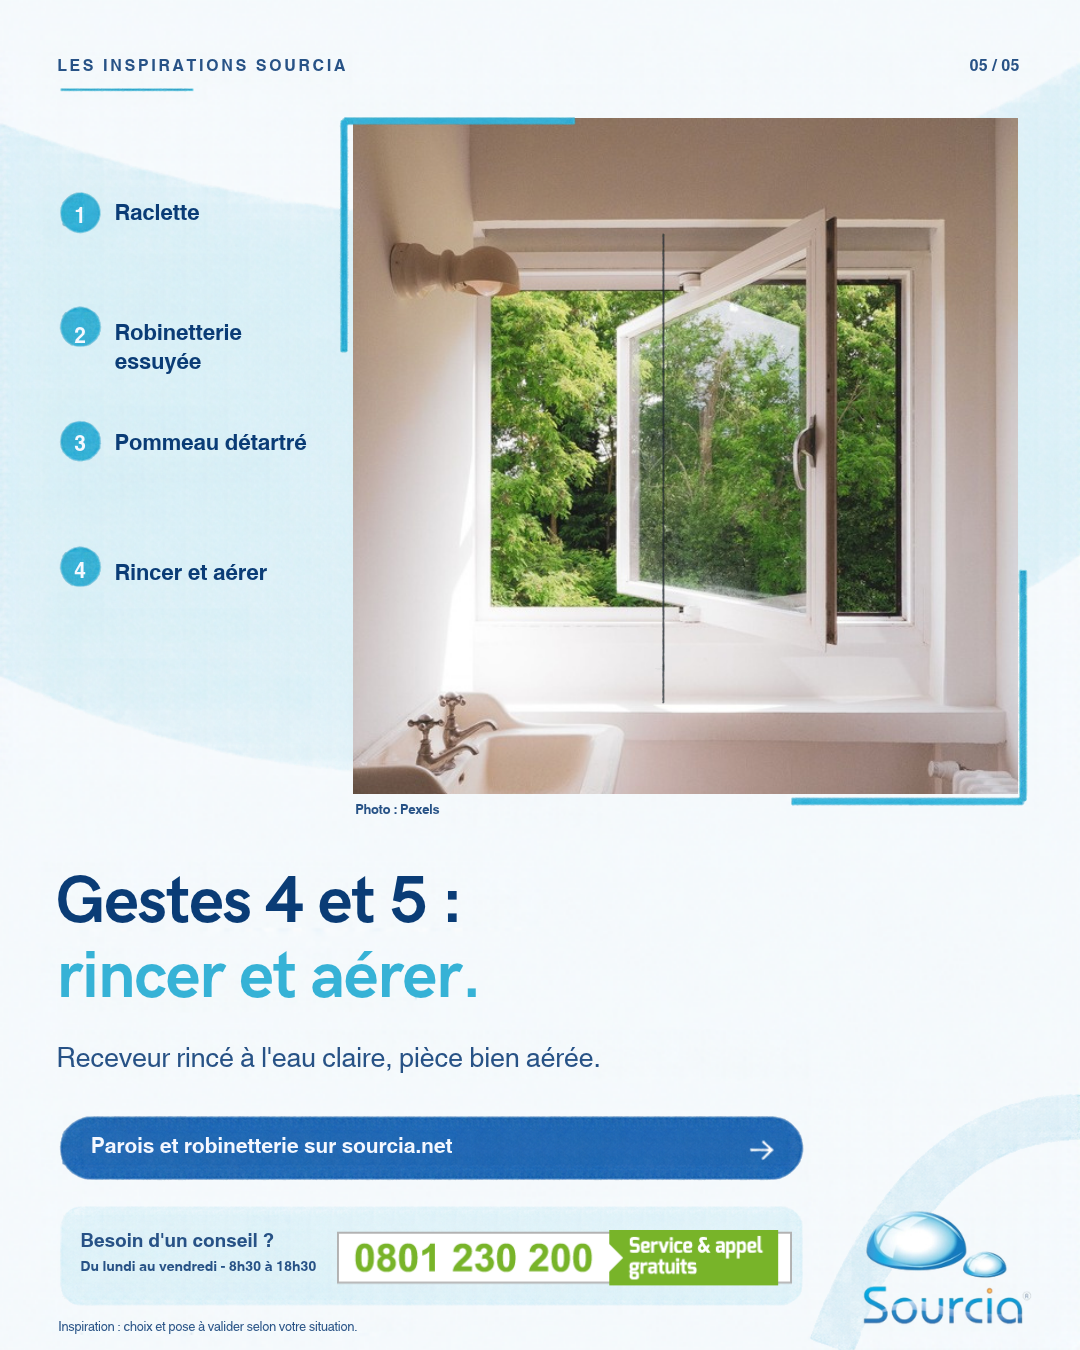 LES INSPIRATIONS SOURCIA
05 / 05
1 Raclette
2 Robinetterie
essuyée
3 Pommeau détartré
4 Rincer et aérer
Photo : Pexels
Gestes 4 et 5 :
rincer et aérer.
Receveur rincé à l'eau claire, pièce bien aérée.
Parois et robinetterie sur sourcia.net →
Besoin d'un conseil ?
Du lundi au vendredi - 8h30 à 18h30
0801 230 200
Service & appel
gratuits
Sourcia®
Inspiration : choix et pose à valider selon votre situation.